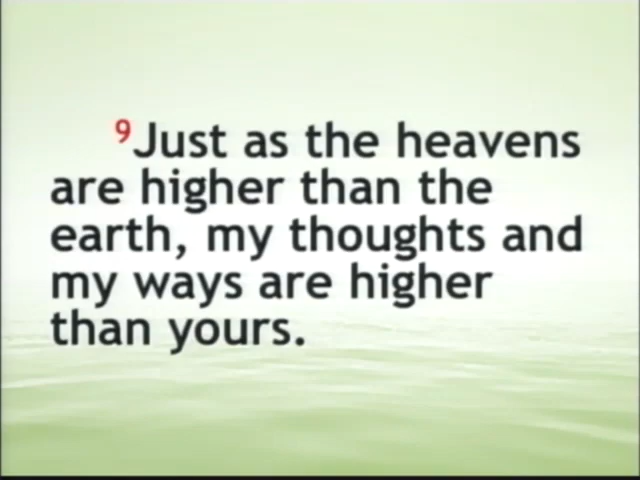 9Just as the heavens
are higher than the
earth, my thoughts and
my ways are higher
than yours.